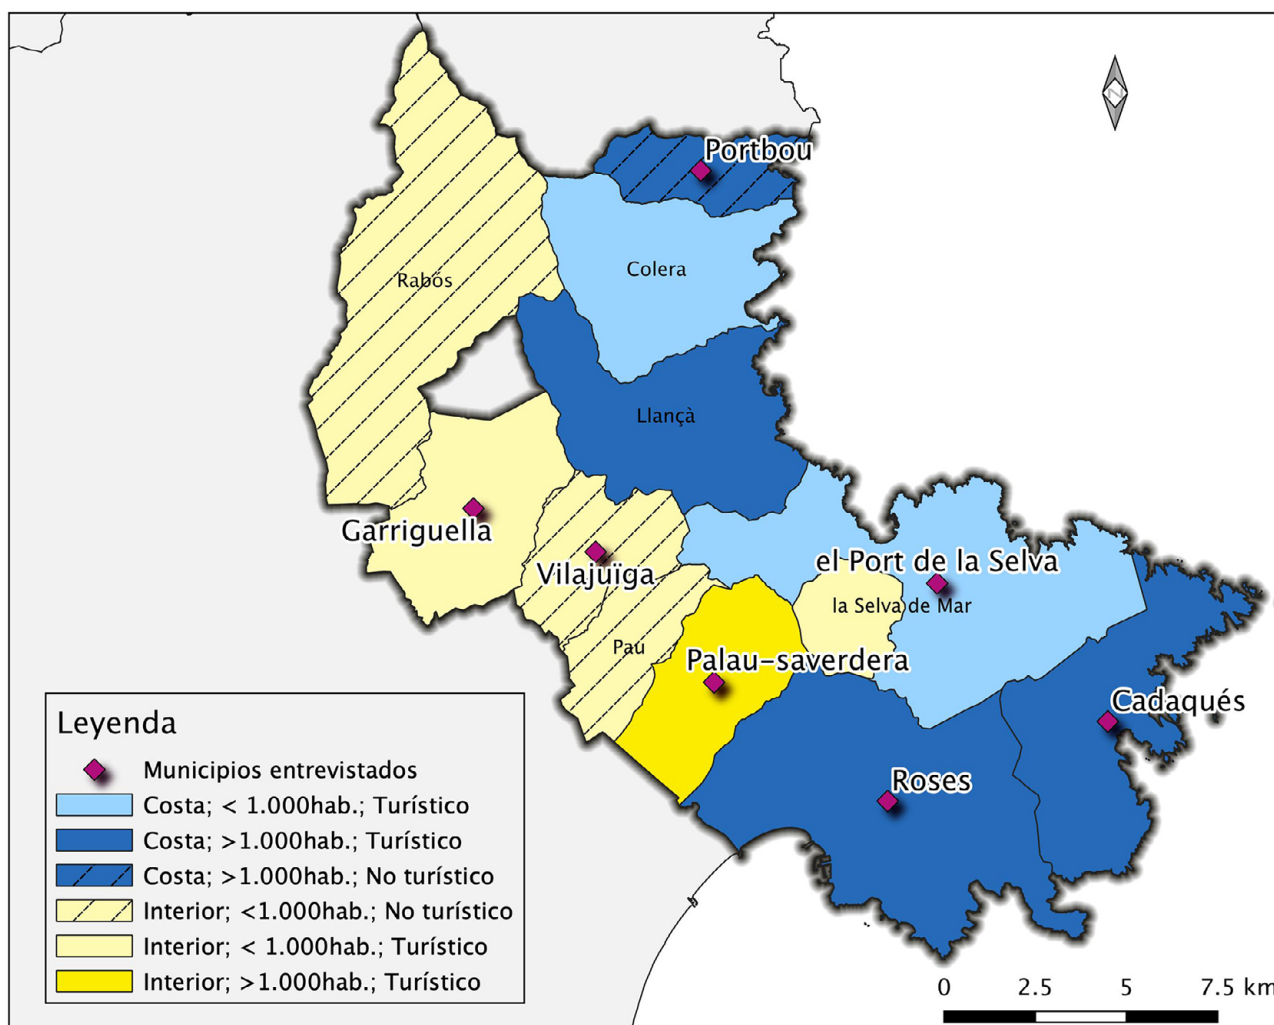 N
Portbou
Colera
Rabós
Llançà
Garriguella
Vilajuïga
el Port de la Selva
la Selva de Mar
Pau
Palau-saverdera
Cadaqués
Roses
Leyenda
Municipios entrevistados
Costa; < 1.000hab.; Turístico
Costa; >1.000hab.; Turístico
Costa; >1.000hab.; No turístico
Interior; <1.000hab.; No turístico
Interior; < 1.000hab.; Turístico
Interior; >1.000hab.; Turístico
0 2.5 5 7.5 km